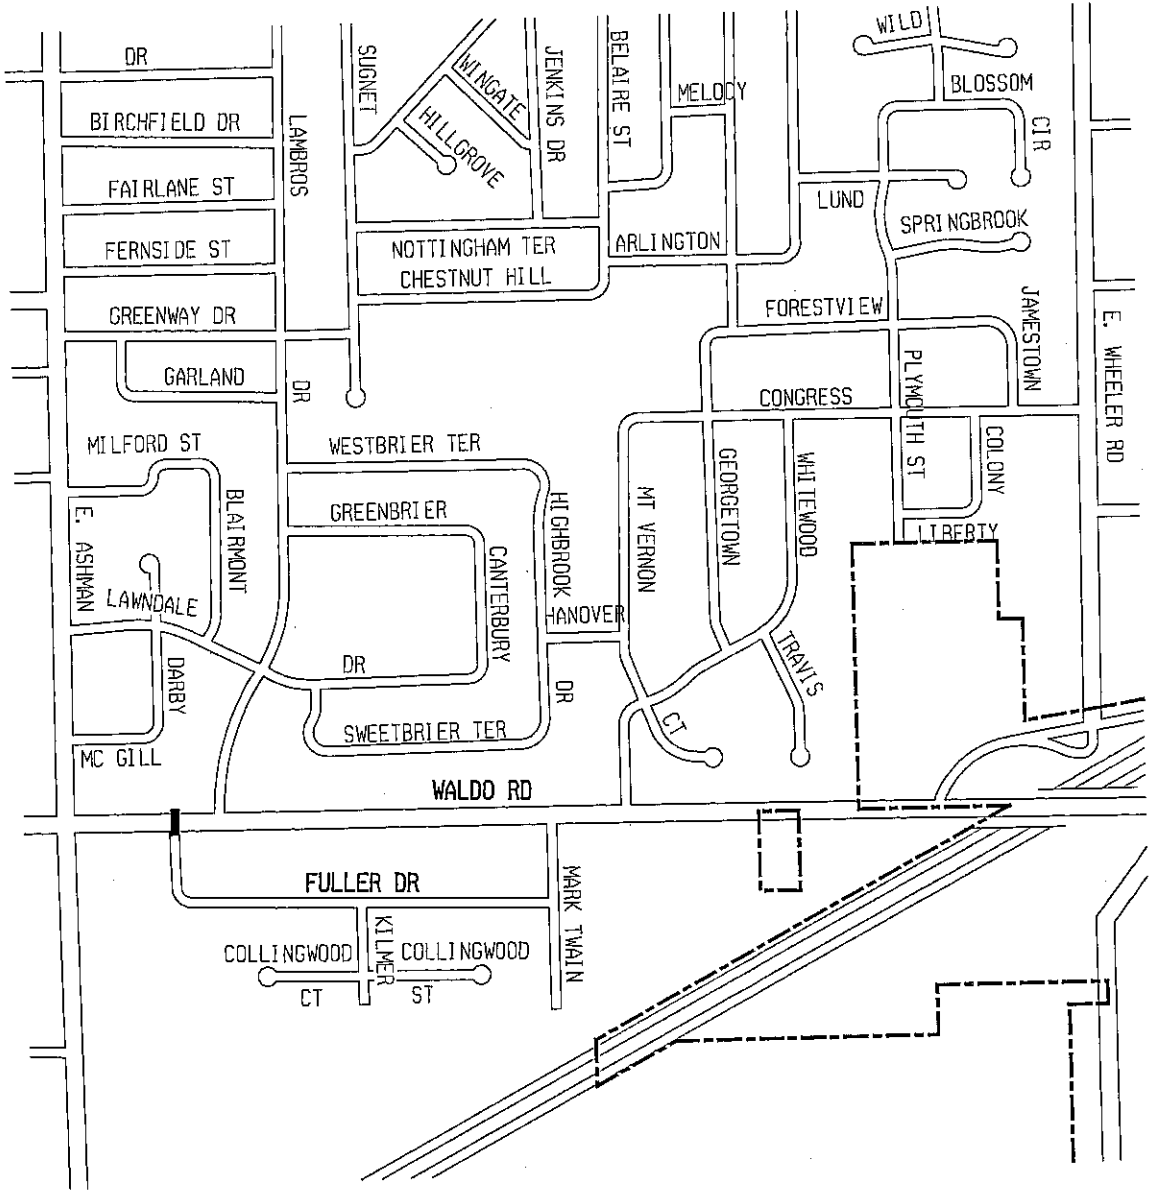 WILD
DR
SUGNET
WINGATE
JENKINS DR
BELAIRE ST
MELODY
BLOSSOM
CIR
BIRCHFIELD DR
LAMBROS
HILLGROVE
FAIRLANE ST
LUND
SPRINGBROOK
FERNSIDE ST
NOTTINGHAM TER
ARLINGTON
CHESTNUT HILL
GREENWAY DR
FORESTVIEW
JAMESTOWN
E. WHEELER RD
GARLAND
DR
CONGRESS
PLYMOUTH ST
MILFORD ST
WESTBRIER TER
COLONY
GEORGETOWN
WHITEWOOD
BLAIRMONT
GREENBRIER
HIGHBROOK
MT VERNON
E. ASHMAN
LIBERTY
CANTERBURY
LAWNDALE
HANOVER
DARBY
DR
DR
TRAVIS
CT
SWEETBRIER TER
MC GILL
WALDO RD
FULLER DR
MARK TWAIN
KILMER
COLLINGWOOD
COLLINGWOOD
CT
ST